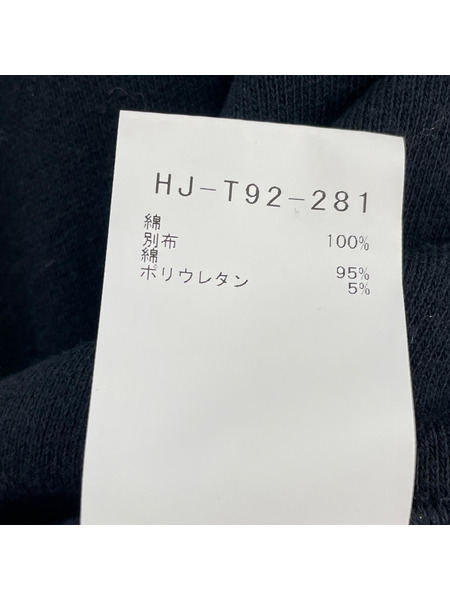 HJ-T92-281
綿 100%
別布
綿 95%
ポリウレタン 5%